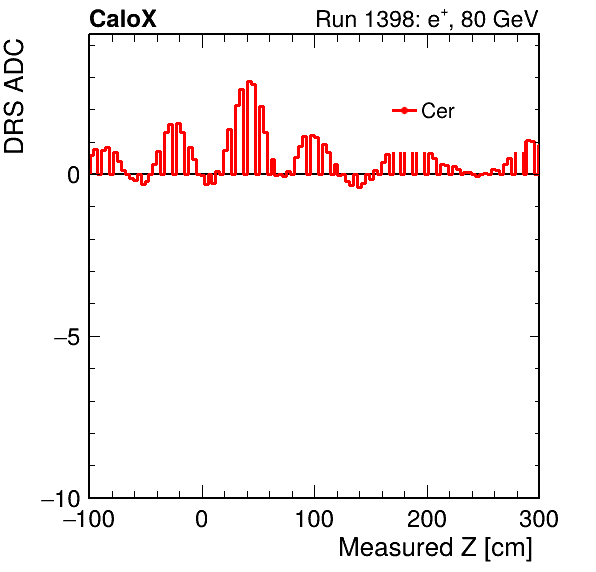 CaloX Run 1398: e+, 80 GeV
DRS ADC
Cer
0
−5
−10
−100 0 100 200 300
Measured Z [cm]